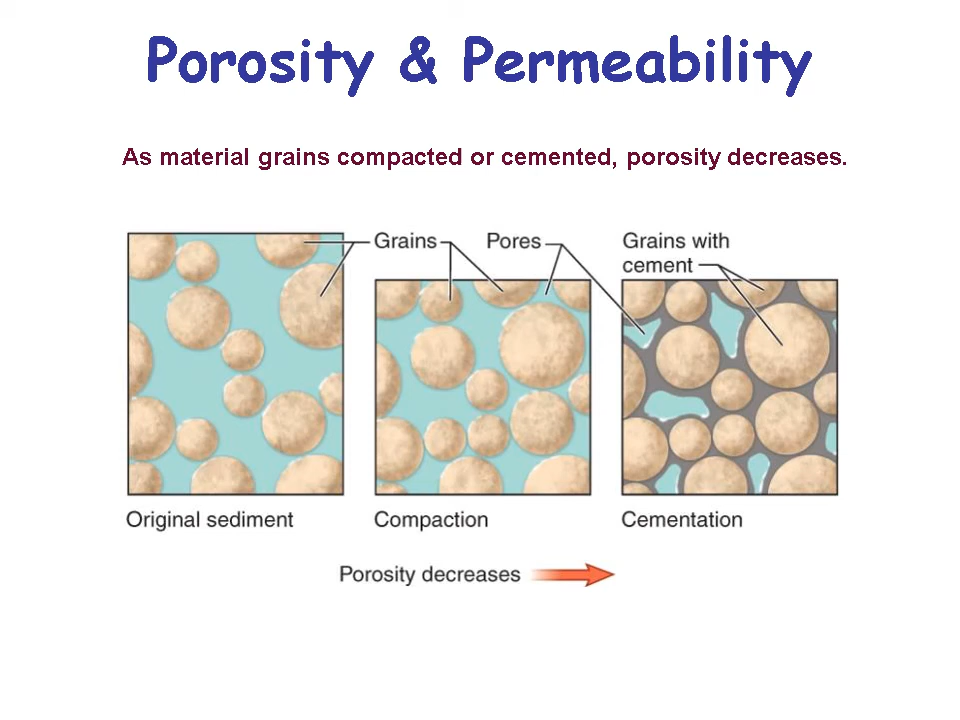 Porosity & Permeability
As material grains compacted or cemented, porosity decreases.
Grains
Pores
Grains with
cement
Original sediment
Compaction
Cementation
Porosity decreases